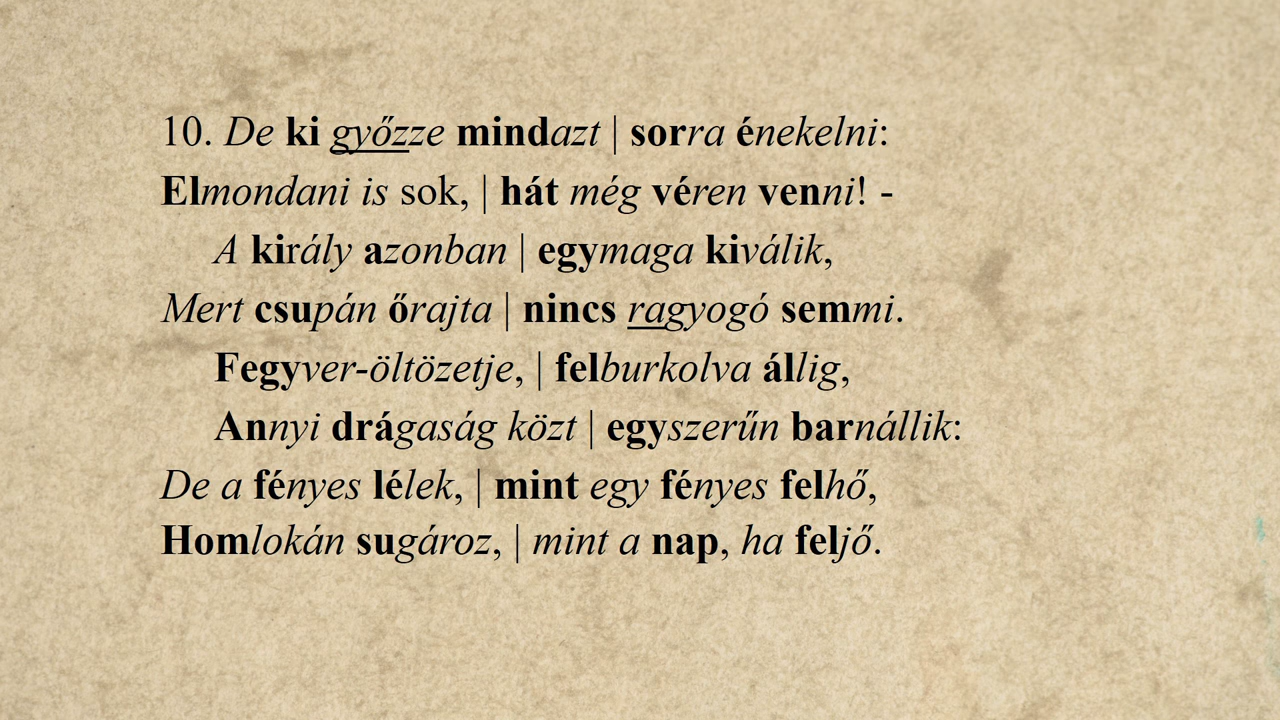 10. De ki győzze mindazt | sorra énekelni:
Elmondani is sok, | hát még véren venni! -
A király azonban | egymaga kiválik,
Mert csupán őrajta | nincs ragyogó semmi.
Fegyver-öltözetje, | felburkolva állig,
Annyi drágaság közt | egyszerűn barnállik:
De a fényes lélek, | mint egy fényes felhő,
Homlokán sugároz, | mint a nap, ha feljő.